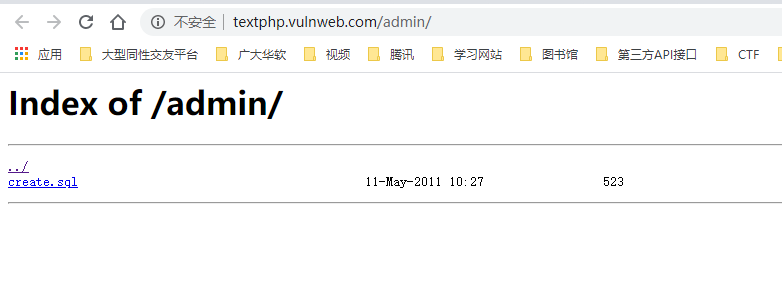 不安全 textphp.vulnweb.com/admin/
应用 大型同性交友平台 广大华软 视频 腾讯 学习网站 图书馆 第三方API接口 CTF
Index of /admin/
../
create.sql 11-May-2011 10:27 523